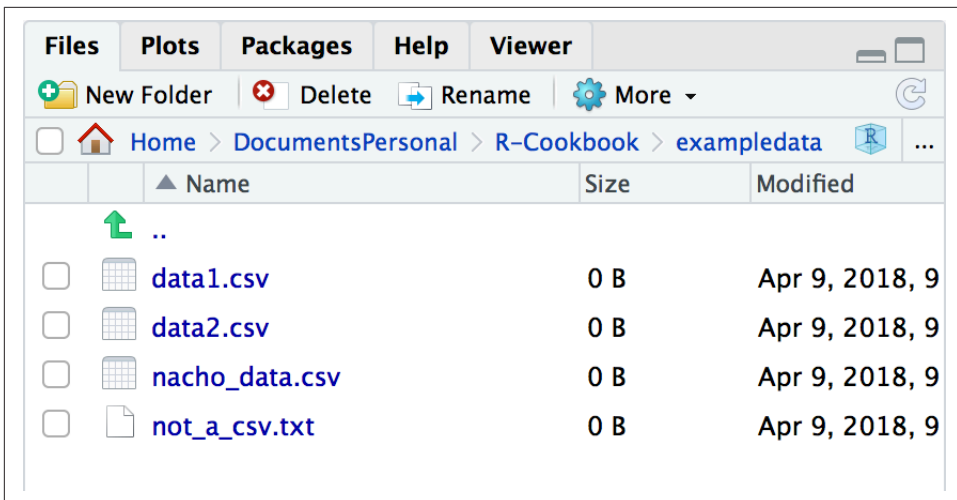 Files Plots Packages Help Viewer
New Folder Delete Rename More
Home > DocumentsPersonal > R-Cookbook > exampledata R ...
Name Size Modified
..
data1.csv 0 B Apr 9, 2018, 9
data2.csv 0 B Apr 9, 2018, 9
nacho_data.csv 0 B Apr 9, 2018, 9
not_a_csv.txt 0 B Apr 9, 2018, 9